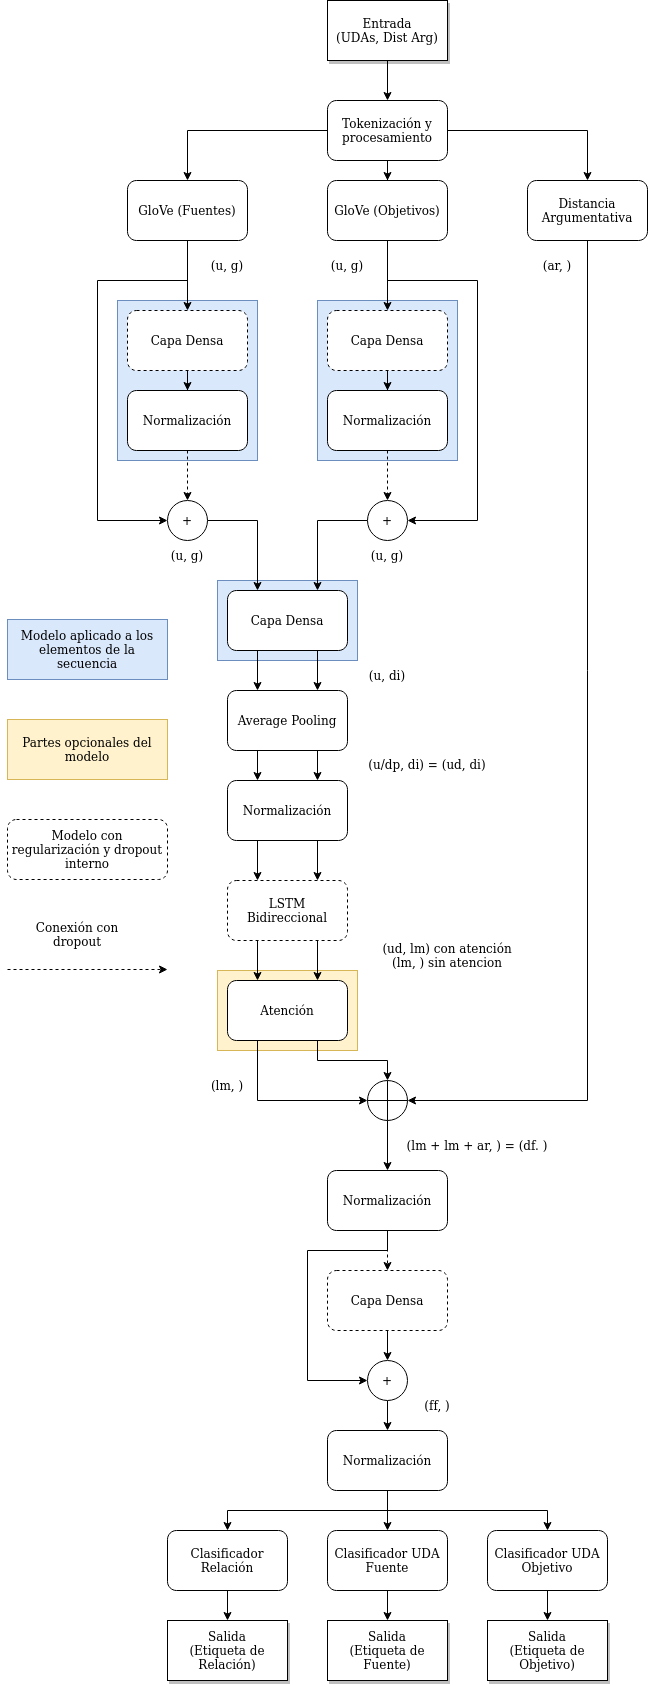 Entrada
(UDAs, Dist Arg)
Tokenización y
procesamiento
GloVe (Fuentes)
GloVe (Objetivos)
Distancia
Argumentativa
(u, g)
(u, g)
(ar, )
Capa Densa
Capa Densa
Normalización
Normalización
+
+
(u, g)
(u, g)
Capa Densa
Modelo aplicado a los
elementos de la
secuencia
(u, di)
Average Pooling
Partes opcionales del
modelo
(u/dp, di) = (ud, di)
Normalización
Modelo con
regularización y dropout
interno
LSTM
Bidireccional
Conexión con
dropout
(ud, lm) con atención
(lm, ) sin atencion
Atención
(lm, )
(lm + lm + ar, ) = (df. )
Normalización
Capa Densa
+
(ff, )
Normalización
Clasificador
Relación
Clasificador UDA
Fuente
Clasificador UDA
Objetivo
Salida
(Etiqueta de
Relación)
Salida
(Etiqueta de
Fuente)
Salida
(Etiqueta de
Objetivo)